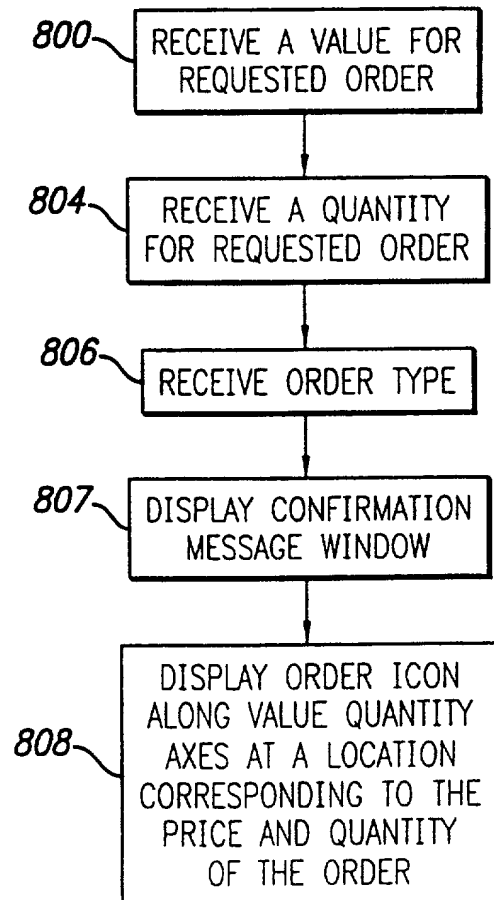 800
RECEIVE A VALUE FOR
REQUESTED ORDER
804
RECEIVE A QUANTITY
FOR REQUESTED ORDER
806
RECEIVE ORDER TYPE
807
DISPLAY CONFIRMATION
MESSAGE WINDOW
808
DISPLAY ORDER ICON
ALONG VALUE QUANTITY
AXES AT A LOCATION
CORRESPONDING TO THE
PRICE AND QUANTITY
OF THE ORDER